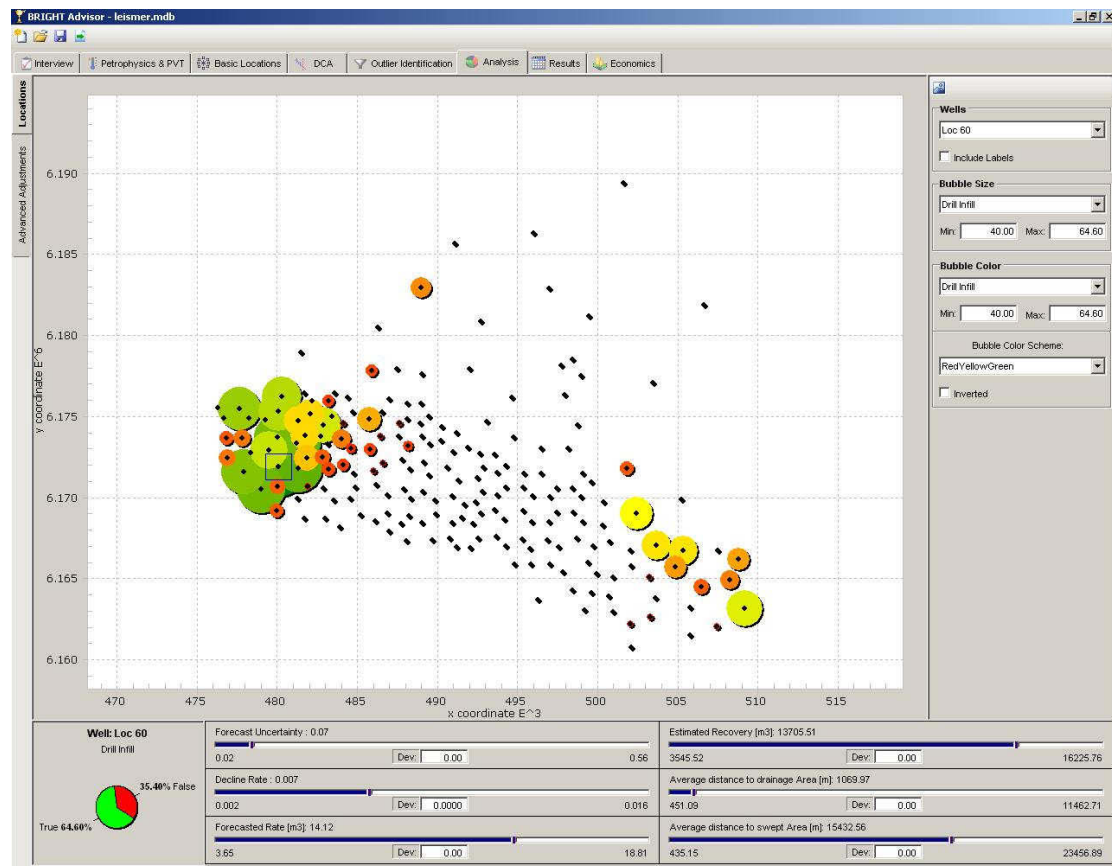 BRIGHT Advisor - leismer.mdb
Interview Petrophysics & PVT Basic Locations DCA Outlier Identification Analysis Results Economics
Locations
Advanced Adjustments
y coordinate E^6
6.190
6.185
6.180
6.175
6.170
6.165
6.160
470 475 480 485 490 495 500 505 510 515
x coordinate E^3
Wells
Loc 60
Include Labels
Bubble Size
Drill Infill
Min: 40.00 Max: 64.60
Bubble Color
Drill Infill
Min: 40.00 Max: 64.60
Bubble Color Scheme:
RedYellowGreen
Inverted
Well: Loc 60
Drill Infill
35.40% False
True 64.60%
Forecast Uncertainty : 0.07
0.02 Dev: 0.00 0.56
Decline Rate : 0.007
0.002 Dev: 0.0000 0.016
Forecasted Rate [m3]: 14.12
3.65 Dev: 0.00 18.81
Estimated Recovery [m3]: 13705.51
3545.52 Dev: 0.00 16225.76
Average distance to drainage Area [m]: 1069.97
451.09 Dev: 0.00 11462.71
Average distance to swept Area [m]: 15432.56
435.15 Dev: 0.00 23456.89